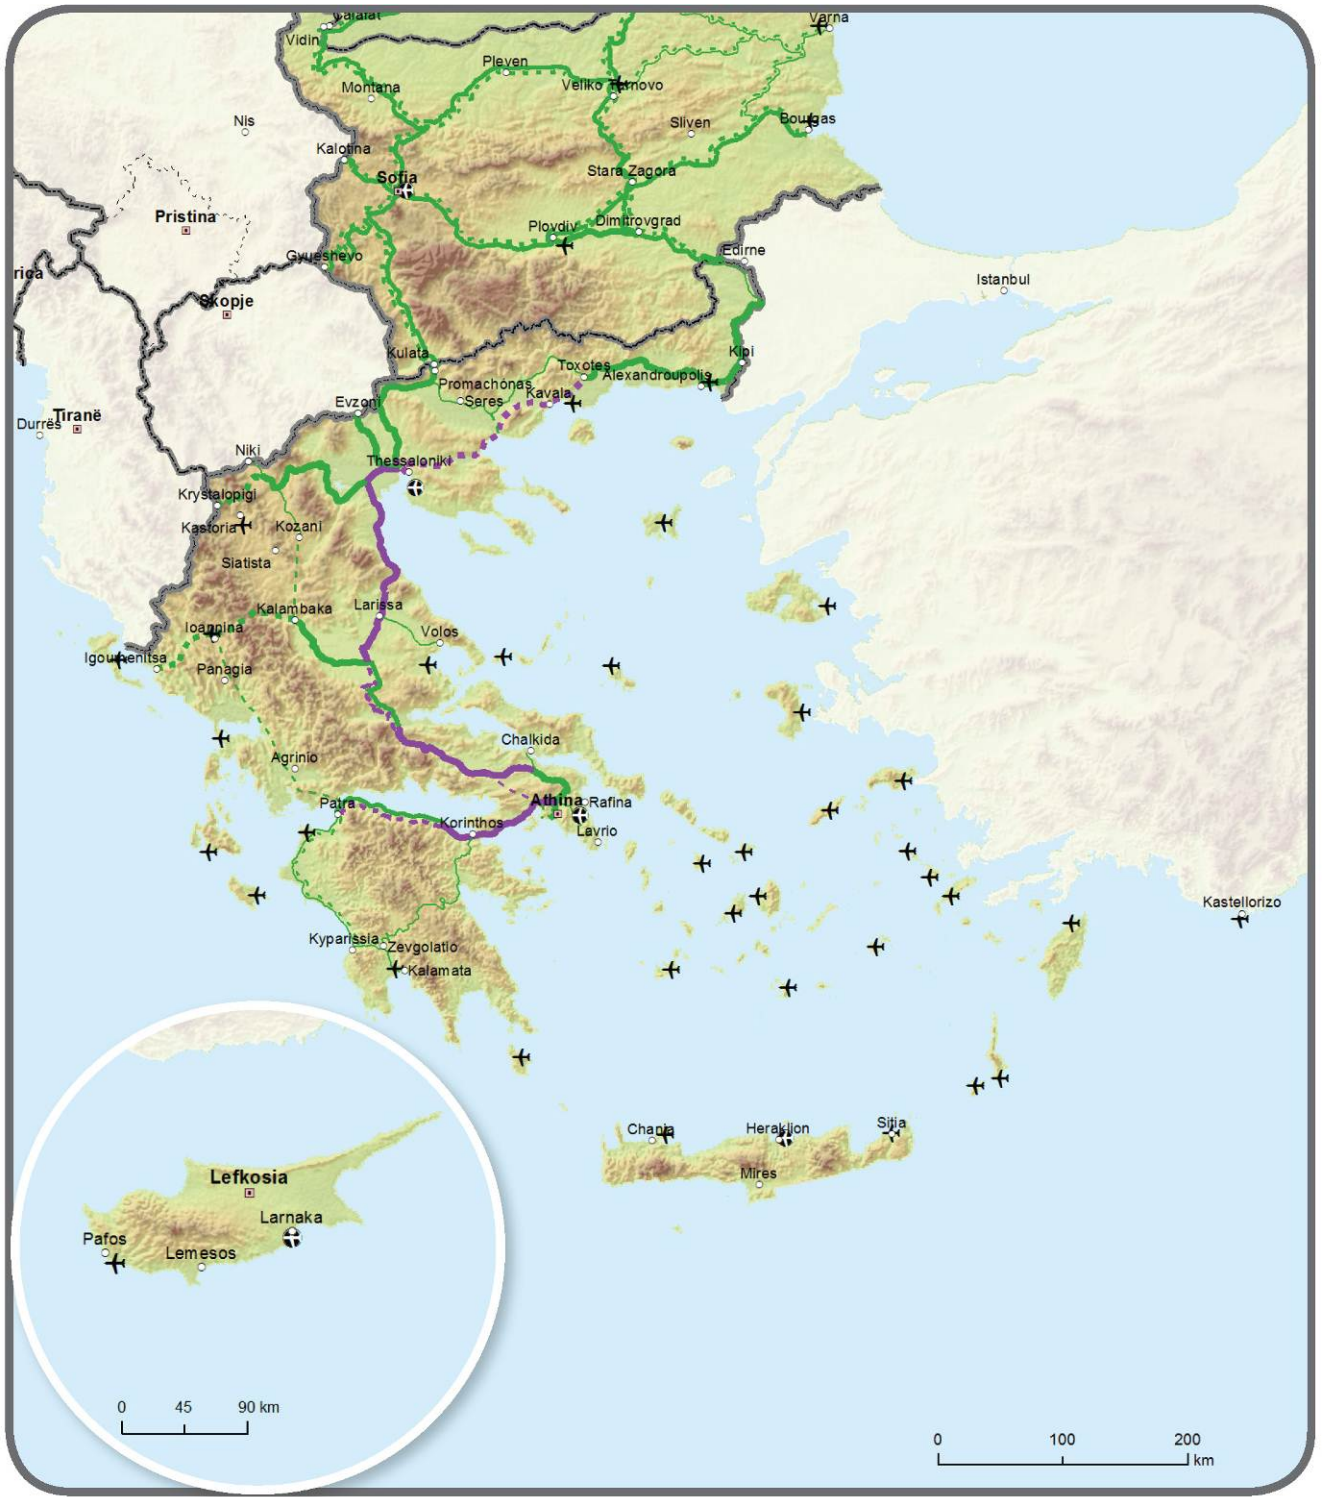 Calafat
Varna
Vidin
Pleven
Montana
Veliko Tarnovo
Nis
Sliven
Bourgas
Kalotina
Sofia
Stara Zagora
Pristina
Plovdiv
Dimitrovgrad
Gyueshevo
Edirne
rica
Istanbul
Skopje
Kulata
Kipi
Toxotes
Promachonas
Alexandroupolis
Seres
Kavala
Evzoni
Tiranë
Durrës
Niki
Thessaloniki
Krystalopigi
Kastoria
Kozani
Siatista
Kalambaka
Larissa
Ioannina
Volos
Igoumenitsa
Panagia
Chalkida
Agrinio
Patra
Athina
Rafina
Korinthos
Lavrio
Kastellorizo
Kyparissia
Zevgolatio
Kalamata
Chania
Heraklion
Sitia
Mires
Lefkosia
Larnaka
Pafos
Lemesos
0 45 90 km
0 100 200
km